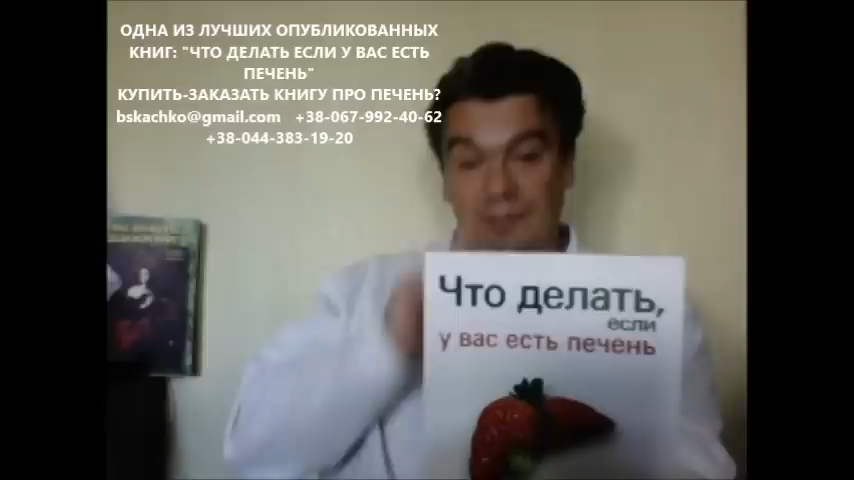 ОДНА ИЗ ЛУЧШИХ ОПУБЛИКОВАННЫХ
КНИГ: "ЧТО ДЕЛАТЬ ЕСЛИ У ВАС ЕСТЬ
ПЕЧЕНЬ"
КУПИТЬ-ЗАКАЗАТЬ КНИГУ ПРО ПЕЧЕНЬ?
bskachko@gmail.com +38-067-992-40-62
+38-044-383-19-20
Что делать,
если
у вас есть печень